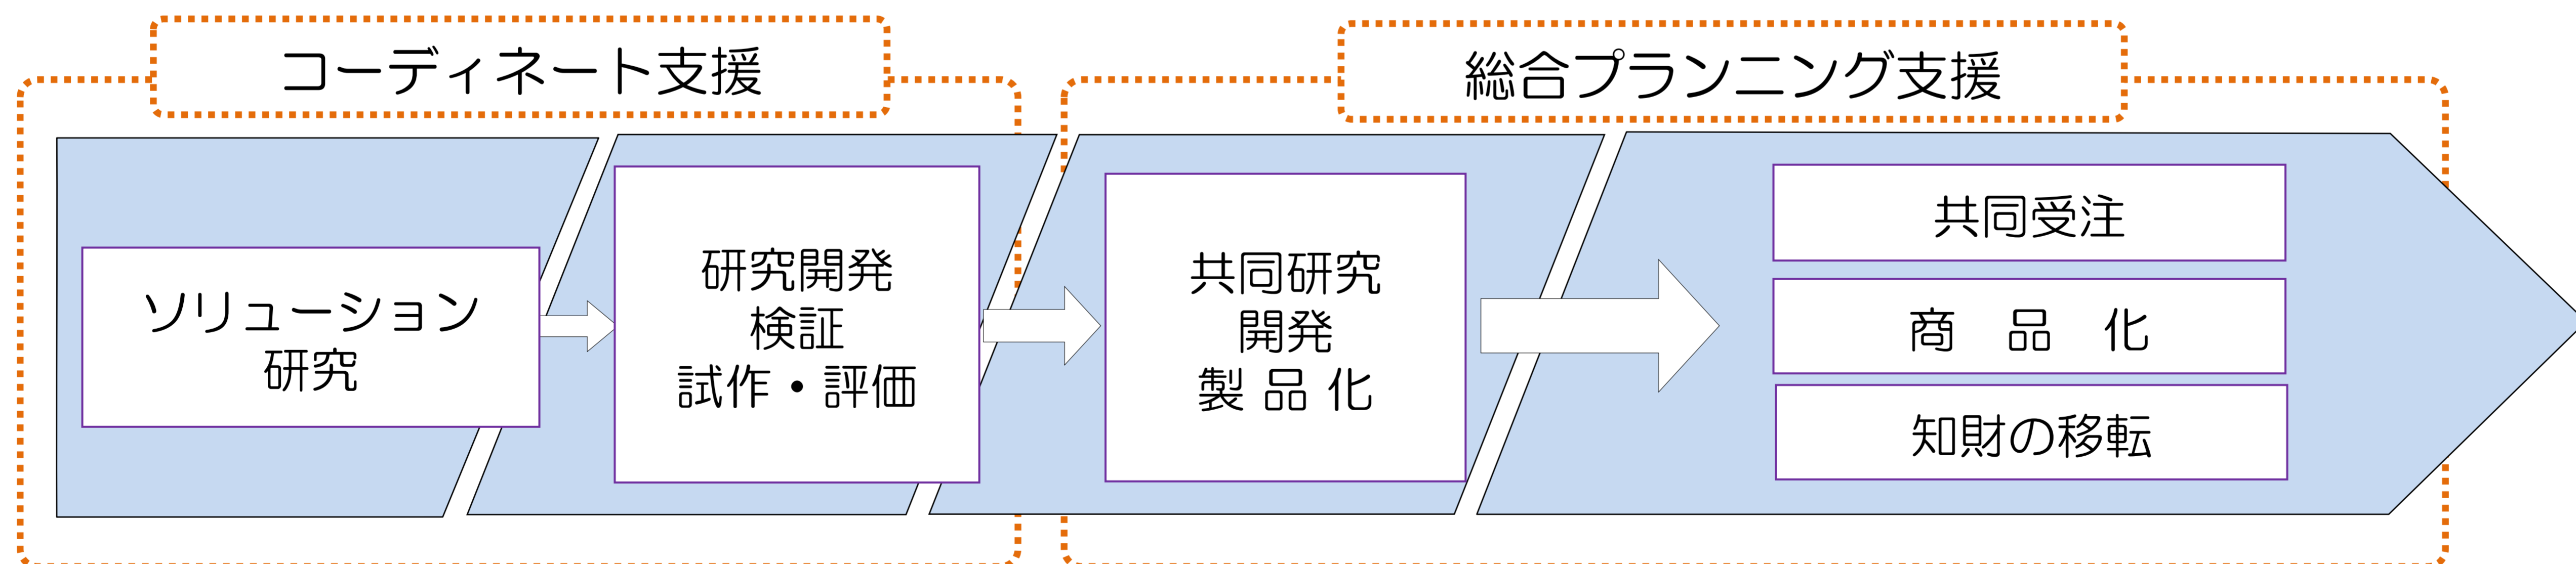 コーディネート支援
総合プランニング支援
ソリューション
研究
研究開発
検証
試作・評価
共同研究
開発
製 品 化
共同受注
商　品　化
知財の移転